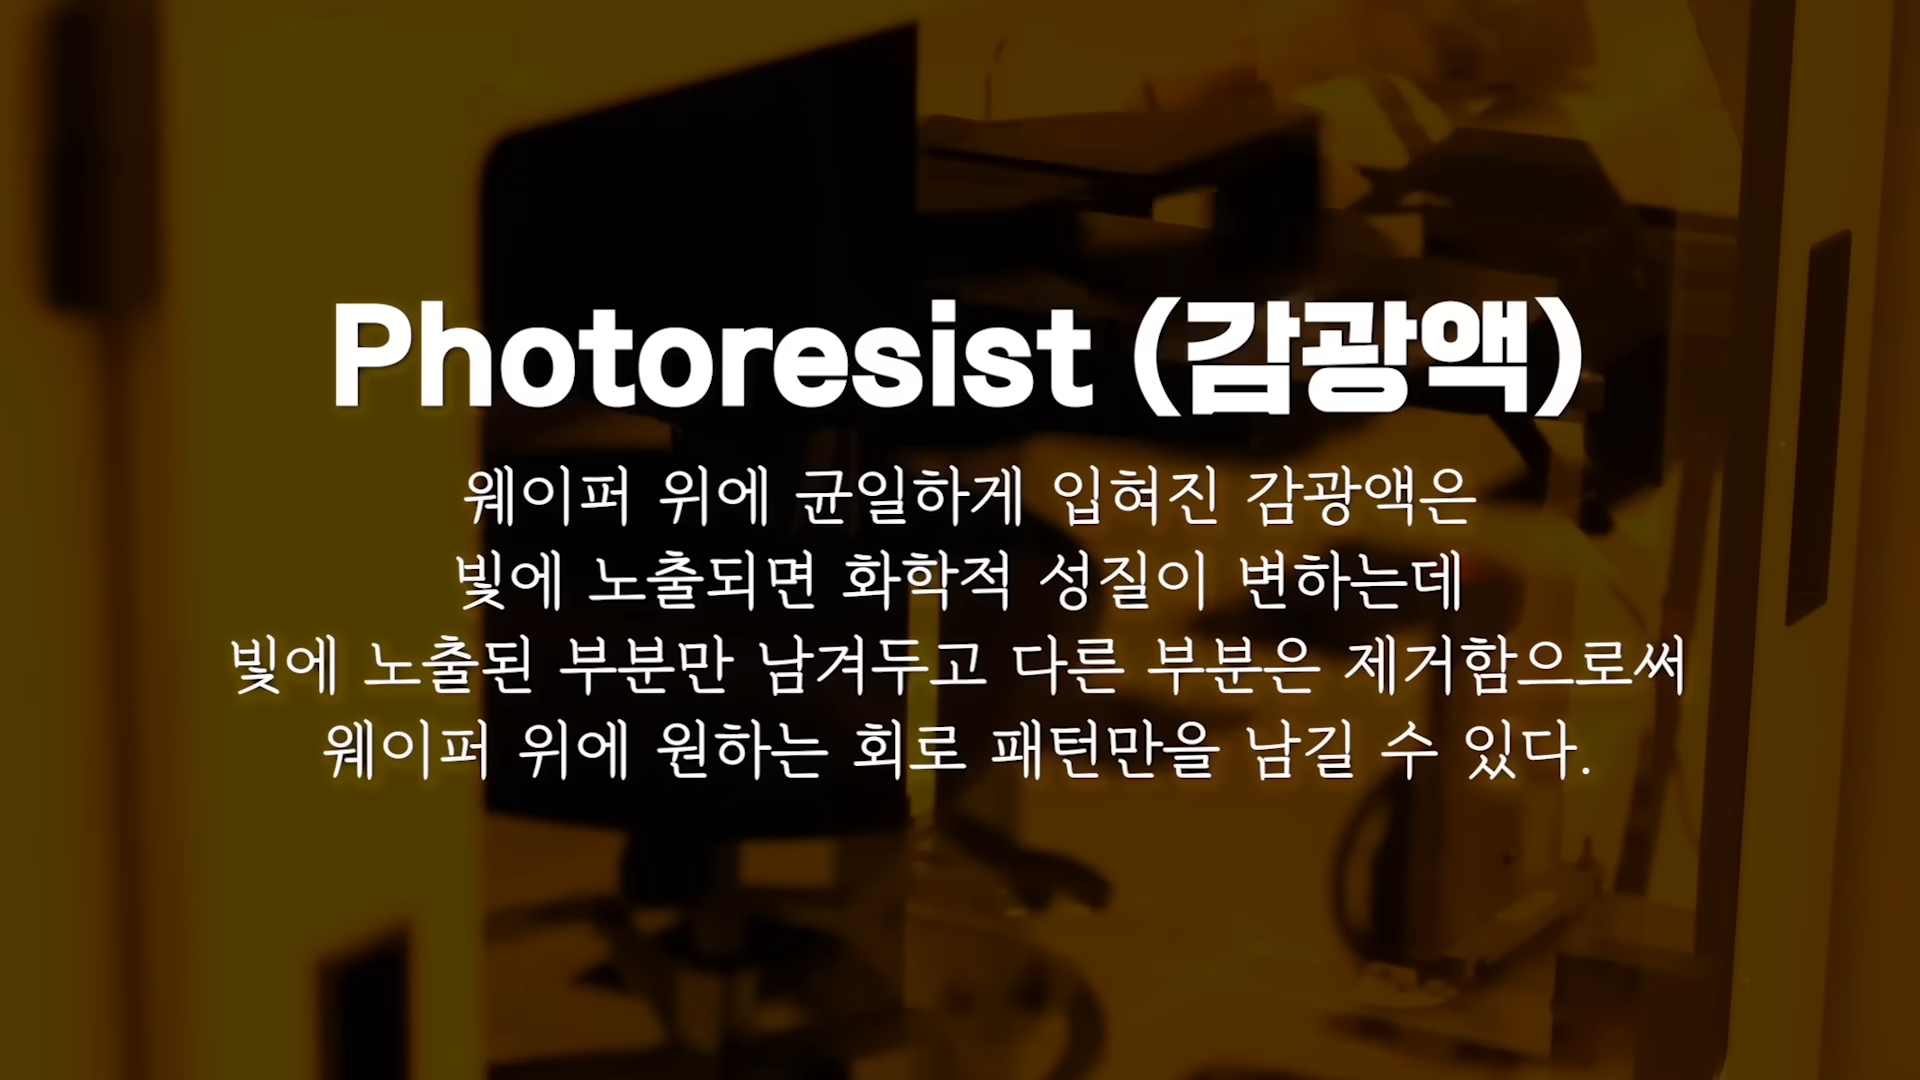 Photoresist (감광액)
웨이퍼 위에 균일하게 입혀진 감광액은
빛에 노출되면 화학적 성질이 변하는데
빛에 노출된 부분만 남겨두고 다른 부분은 제거함으로써
웨이퍼 위에 원하는 회로 패턴만을 남길 수 있다.